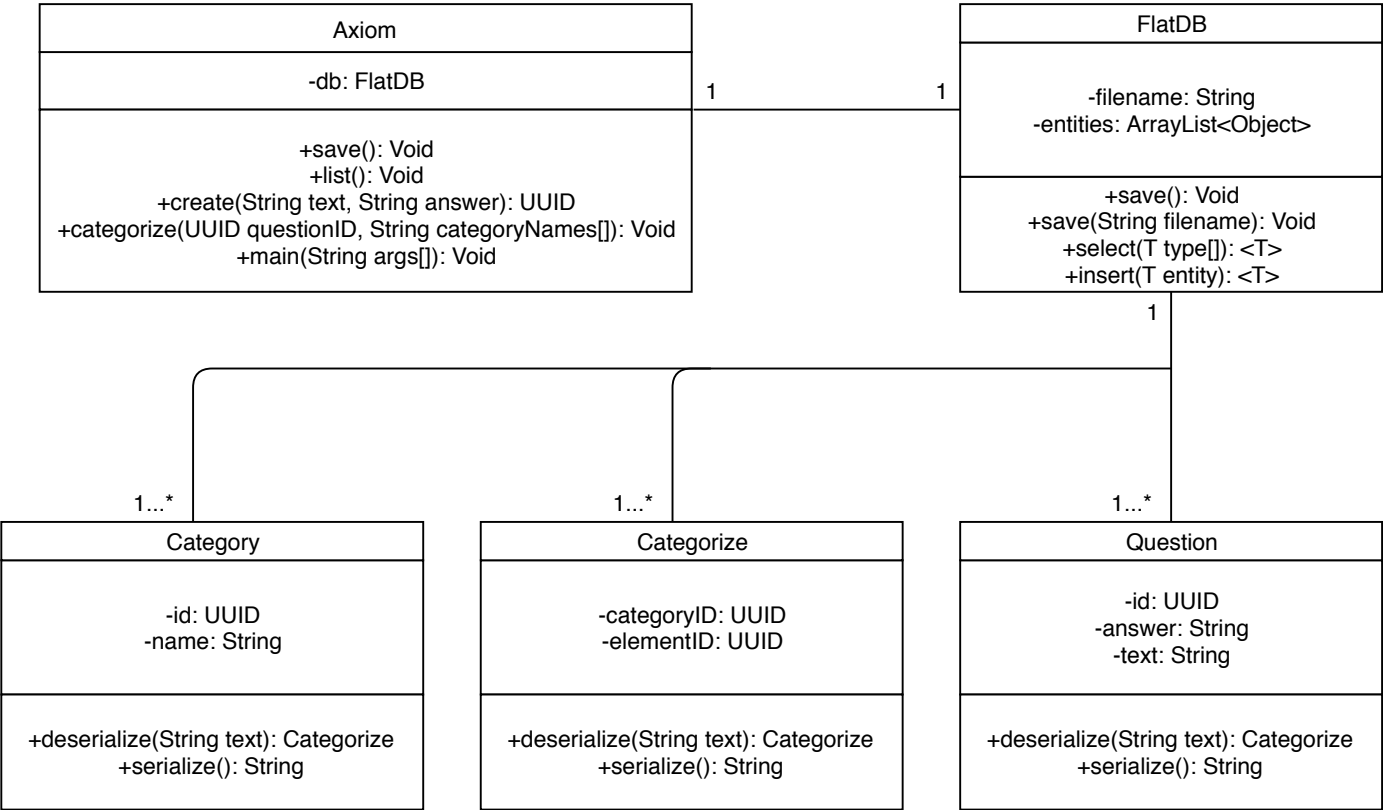 Axiom
-db: FlatDB
+save(): Void
+list(): Void
+create(String text, String answer): UUID
+categorize(UUID questionID, String categoryNames[]): Void
+main(String args[]): Void
1
1
FlatDB
-filename: String
-entities: ArrayList<Object>
+save(): Void
+save(String filename): Void
+select(T type[]): <T>
+insert(T entity): <T>
1
1...*
1...*
1...*
Category
-id: UUID
-name: String
+deserialize(String text): Categorize
+serialize(): String
Categorize
-categoryID: UUID
-elementID: UUID
+deserialize(String text): Categorize
+serialize(): String
Question
-id: UUID
-answer: String
-text: String
+deserialize(String text): Categorize
+serialize(): String